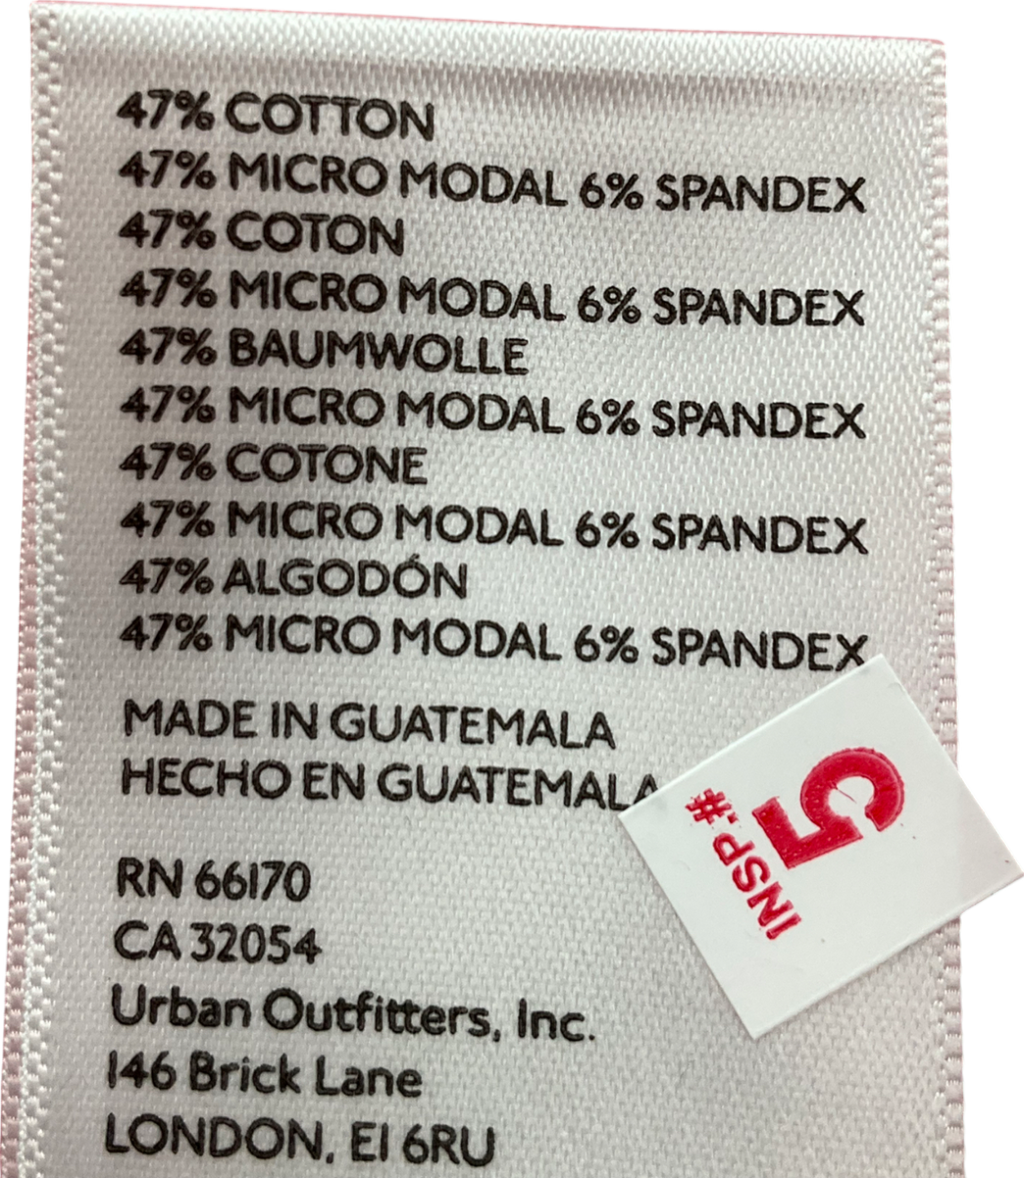 47% COTTON
47% MICRO MODAL 6% SPANDEX
47% COTON
47% MICRO MODAL 6% SPANDEX
47% BAUMWOLLE
47% MICRO MODAL 6% SPANDEX
47% COTONE
47% MICRO MODAL 6% SPANDEX
47% ALGODÓN
47% MICRO MODAL 6% SPANDEX
MADE IN GUATEMALA
HECHO EN GUATEMALA
INSP.#
5
RN 66170
CA 32054
Urban Outfitters, Inc.
146 Brick Lane
LONDON, E1 6RU